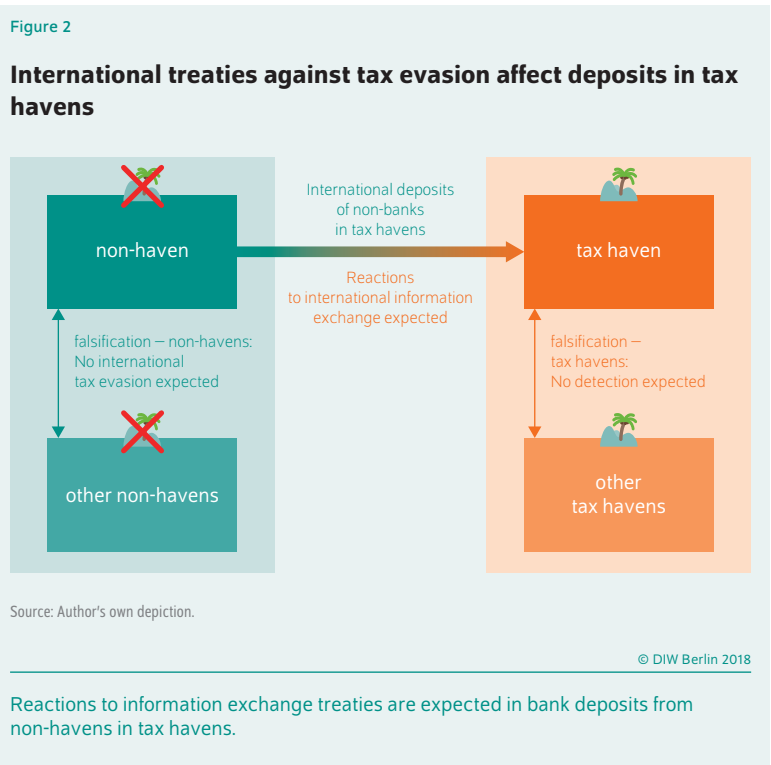 Figure 2
International treaties against tax evasion affect deposits in tax
havens
International deposits
of non-banks
in tax havens
non-haven
tax haven
Reactions
to international information
exchange expected
falsification – non-havens:
No international
tax evasion expected
falsification –
tax havens:
No detection expected
other non-havens
other
tax havens
Source: Author's own depiction.
© DIW Berlin 2018
Reactions to information exchange treaties are expected in bank deposits from
non-havens in tax havens.